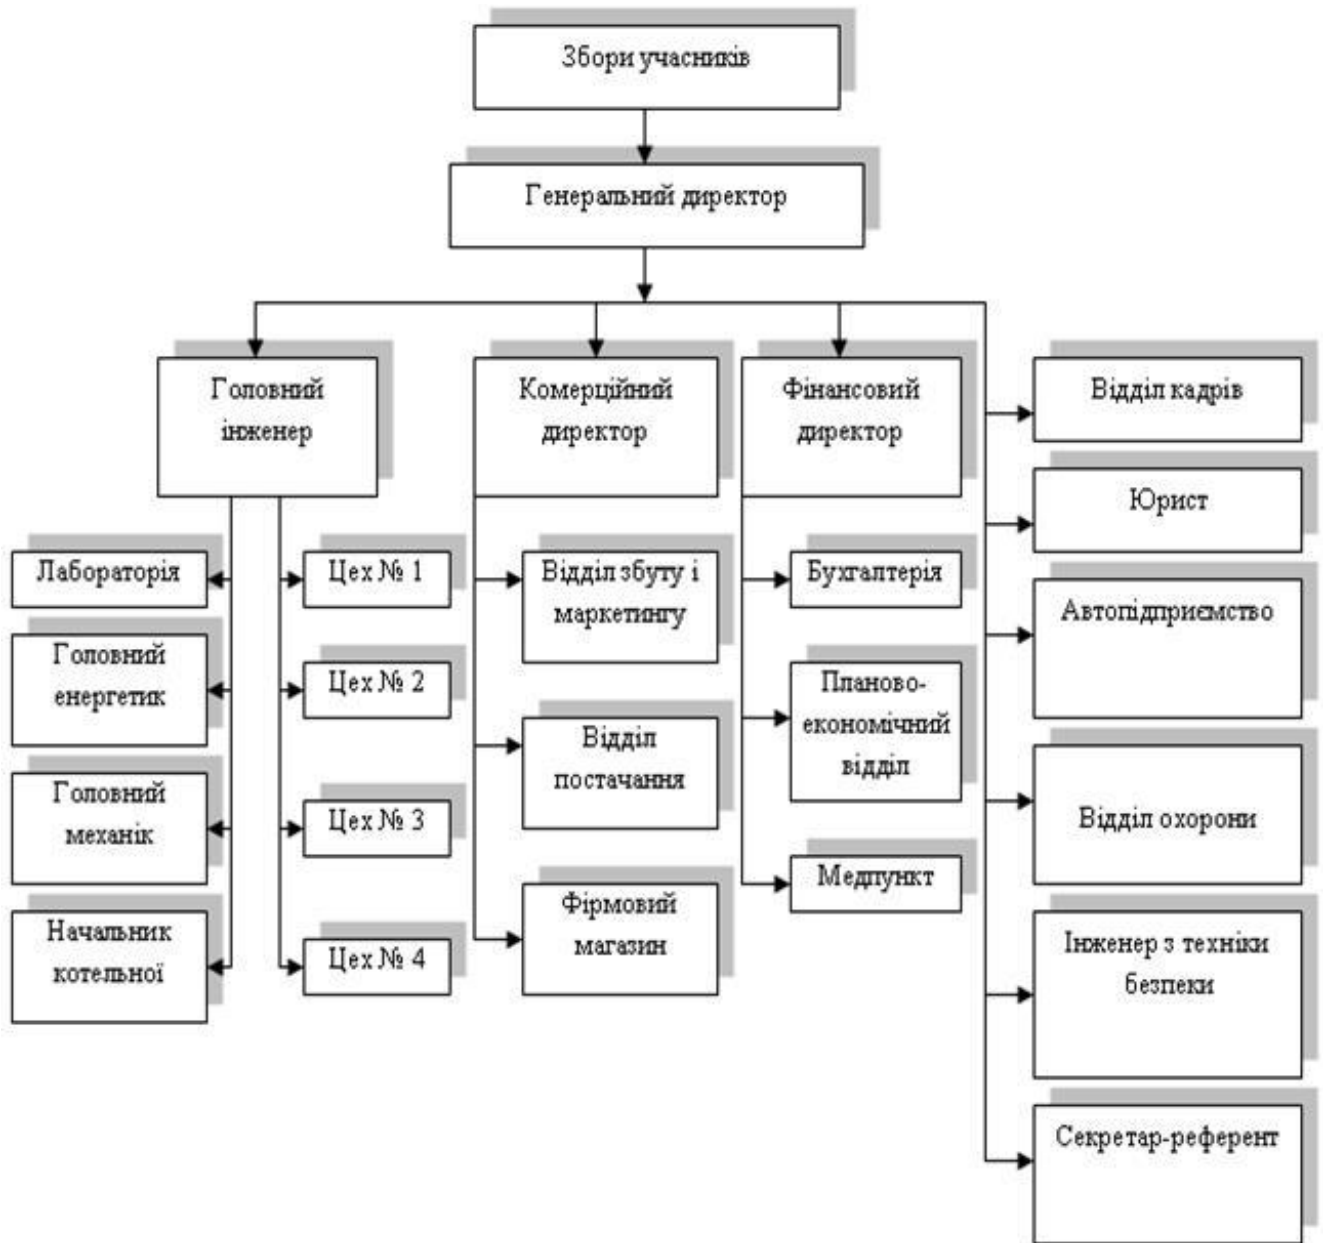 Збори учасників
Генеральний директор
Головний
інженер
Комерційний
директор
Фінансовий
директор
Відділ кадрів
Юрист
Автопідприємство
Відділ охорони
Інженер з техніки
безпеки
Секретар-референт
Лабораторія
Головний
енергетик
Головний
механік
Начальник
котельної
Цех № 1
Цех № 2
Цех № 3
Цех № 4
Відділ збуту і
маркетингу
Відділ
постачання
Фірмовий
магазин
Бухгалтерія
Планово-
економічний
відділ
Медпункт